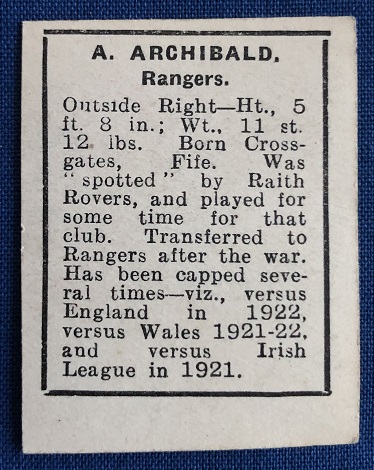 A. ARCHIBALD,
Rangers.
Outside Right—Ht., 5
ft. 8 in.; Wt., 11 st.
12 lbs. Born Cross-
gates, Fife. Was
"spotted" by Raith
Rovers, and played for
some time for that
club. Transferred to
Rangers after the war.
Has been capped seve-
ral times—viz., versus
England in 1922,
versus Wales 1921-22,
and versus Irish
League in 1921.